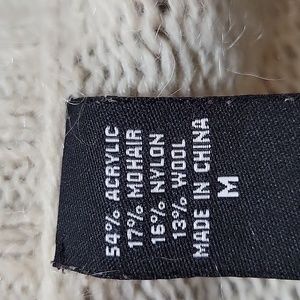 54% ACRYLIC
17% MOHAIR
16% NYLON
13% WOOL
MADE IN CHINA
M